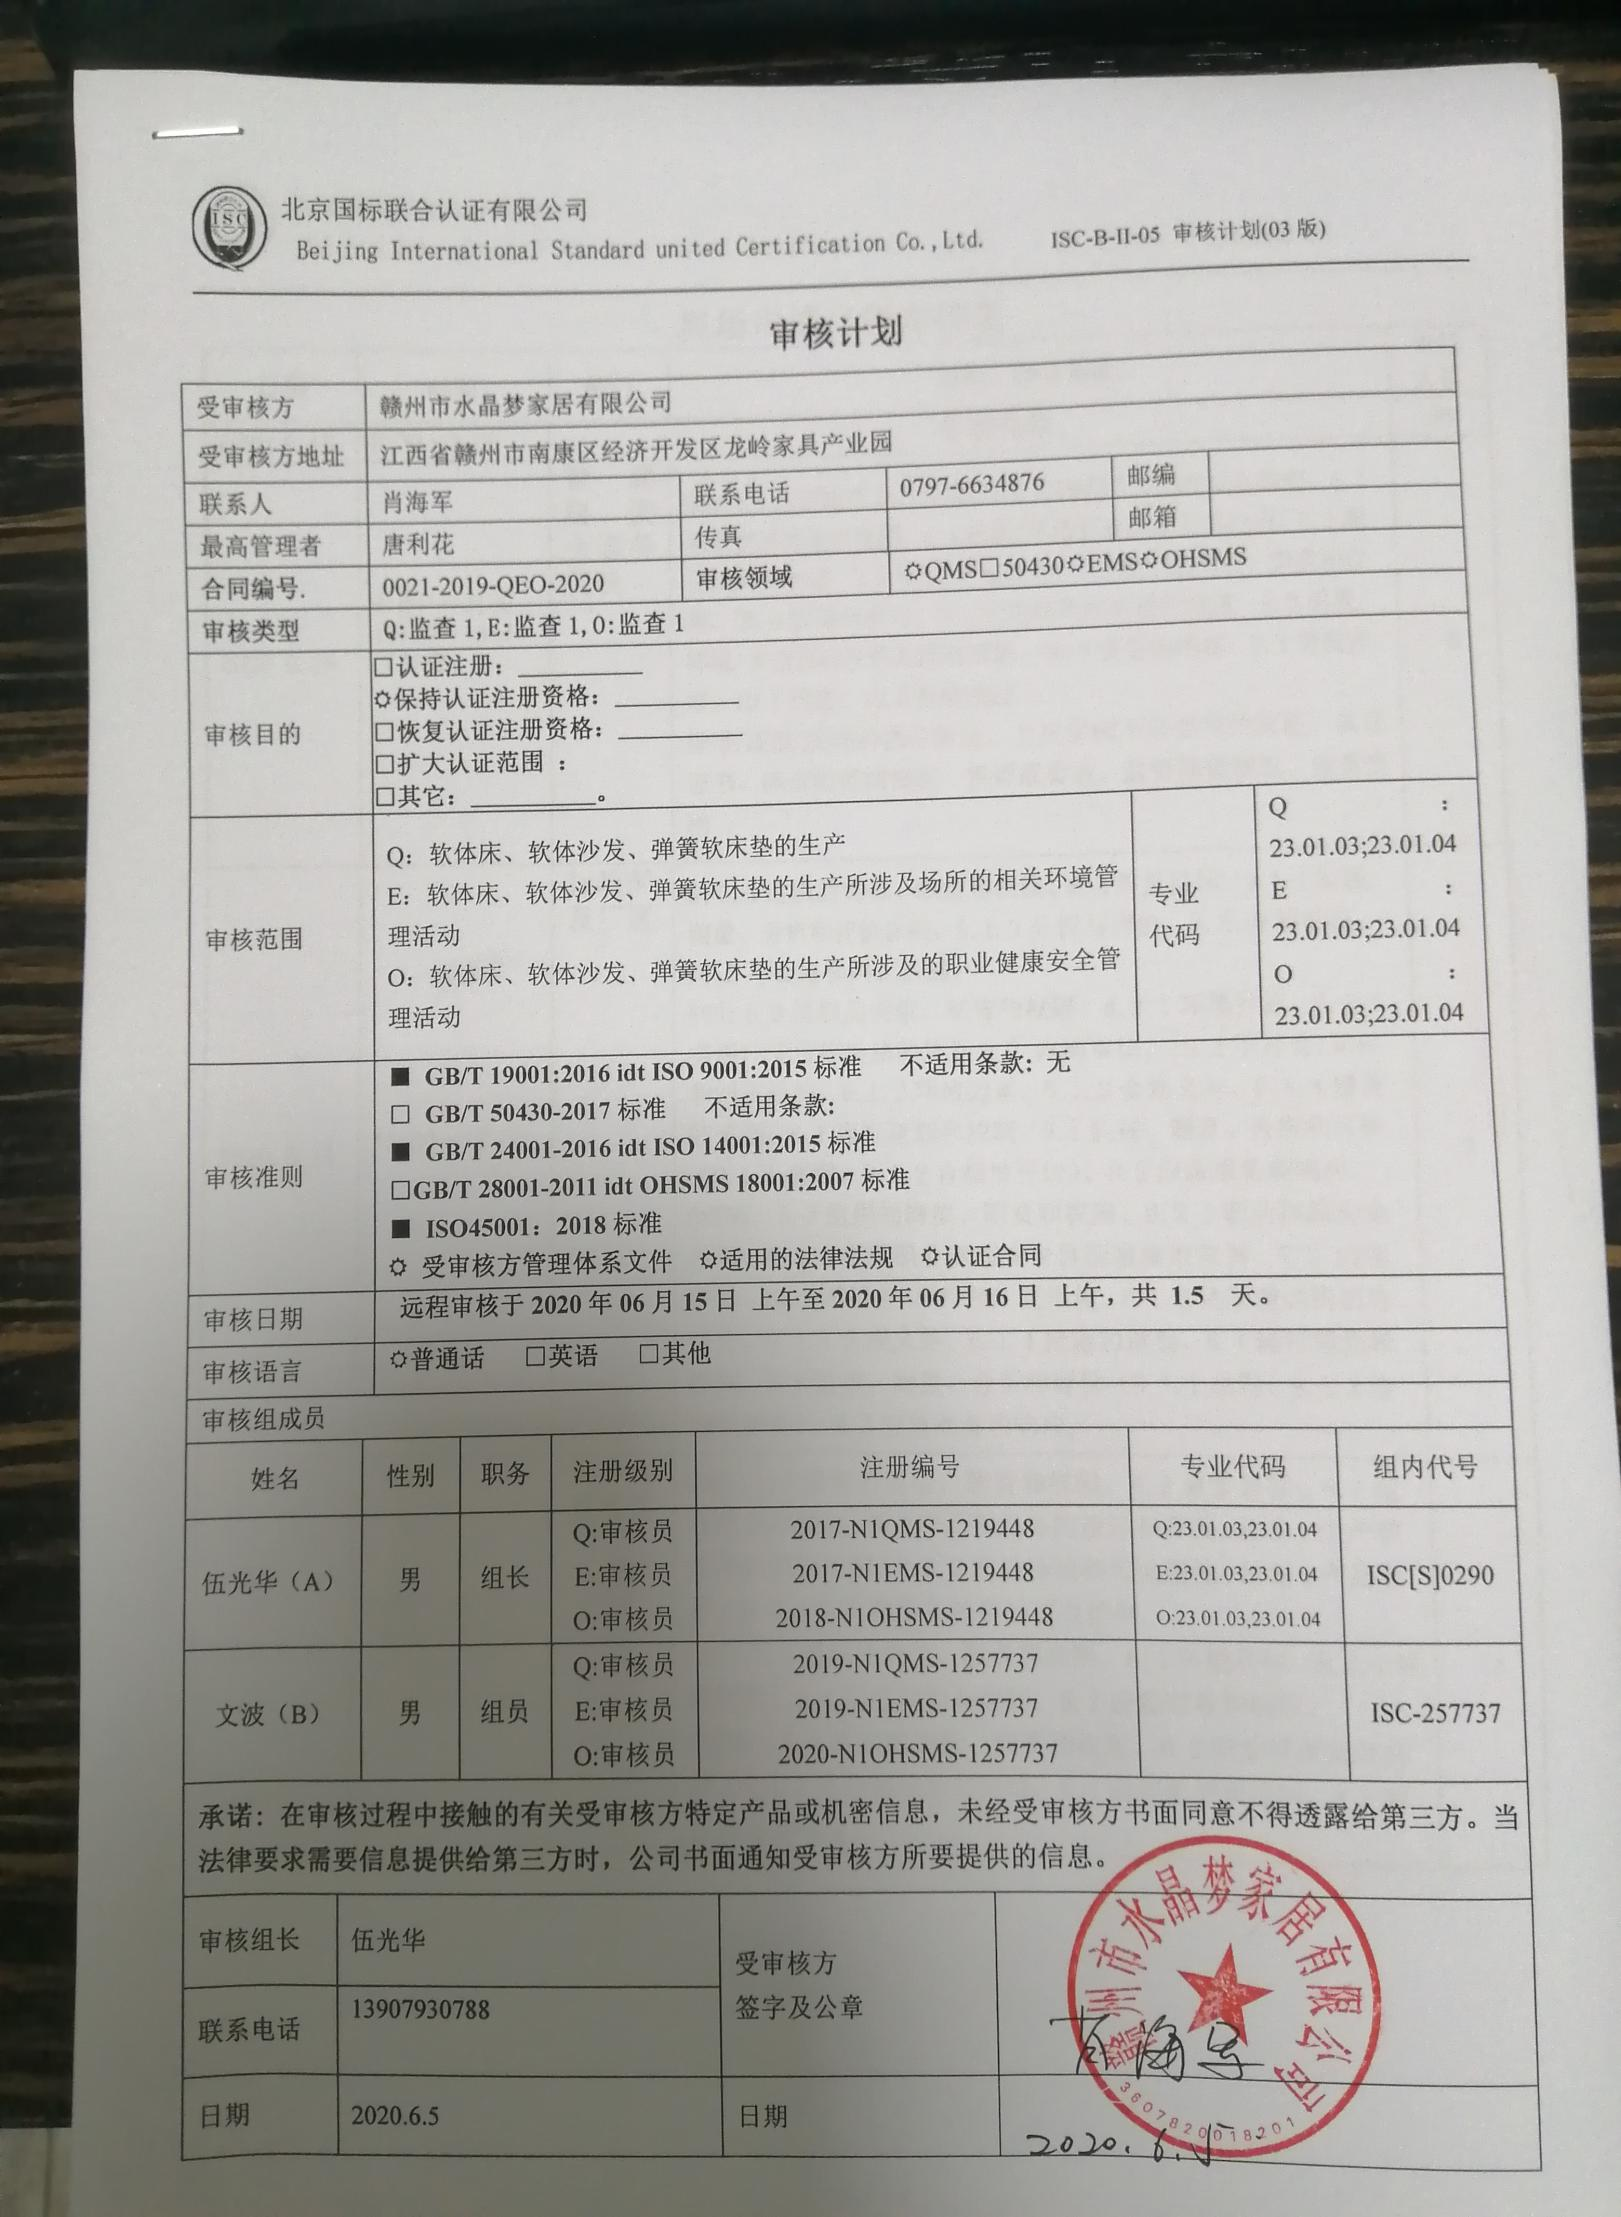 ISC
北京国标联合认证有限公司
Beijing International Standard united Certification Co.,Ltd. ISC-B-II-05 审核计划(03 版)
审核计划
受审核方 赣州市水晶梦家居有限公司
受审核方地址 江西省赣州市南康区经济开发区龙岭家具产业园
联系人 肖海军 联系电话 0797-6634876 邮编
最高管理者 唐利花 传真 邮箱
合同编号. 0021-2019-QEO-2020 审核领域 ☼QMS□50430☼EMS☼OHSMS
审核类型 Q:监查 1,E:监查 1,O:监查 1
审核目的
□认证注册：
☼保持认证注册资格：
□恢复认证注册资格：
□扩大认证范围 ：
□其它：。
审核范围
Q：软体床、软体沙发、弹簧软床垫的生产
E：软体床、软体沙发、弹簧软床垫的生产所涉及场所的相关环境管
理活动
O：软体床、软体沙发、弹簧软床垫的生产所涉及的职业健康安全管
理活动
专业
代码
Q ：
23.01.03;23.01.04
E ：
23.01.03;23.01.04
O ：
23.01.03;23.01.04
审核准则
■ GB/T 19001:2016 idt ISO 9001:2015 标准 不适用条款: 无
□ GB/T 50430-2017 标准 不适用条款:
■ GB/T 24001-2016 idt ISO 14001:2015 标准
□GB/T 28001-2011 idt OHSMS 18001:2007 标准
■ ISO45001：2018 标准
☼ 受审核方管理体系文件 ☼适用的法律法规 ☼认证合同
审核日期 远程审核于 2020 年 06 月 15 日 上午至 2020 年 06 月 16 日 上午，共 1.5 天。
审核语言 ☼普通话 □英语 □其他
审核组成员
姓名 性别 职务 注册级别 注册编号 专业代码 组内代号
伍光华（A） 男 组长
Q:审核员 2017-N1QMS-1219448 Q:23.01.03,23.01.04
E:审核员 2017-N1EMS-1219448 E:23.01.03,23.01.04
O:审核员 2018-N1OHSMS-1219448 O:23.01.03,23.01.04
ISC[S]0290
文波（B） 男 组员
Q:审核员 2019-N1QMS-1257737
E:审核员 2019-N1EMS-1257737
O:审核员 2020-N1OHSMS-1257737
ISC-257737
承诺：在审核过程中接触的有关受审核方特定产品或机密信息，未经受审核方书面同意不得透露给第三方。当
法律要求需要信息提供给第三方时，公司书面通知受审核方所要提供的信息。
审核组长 伍光华
受审核方
签字及公章
联系电话 13907930788
赣州市水晶梦家居有限公司
3607820018201
肖海军
日期 2020.6.5 日期 2020.6.5